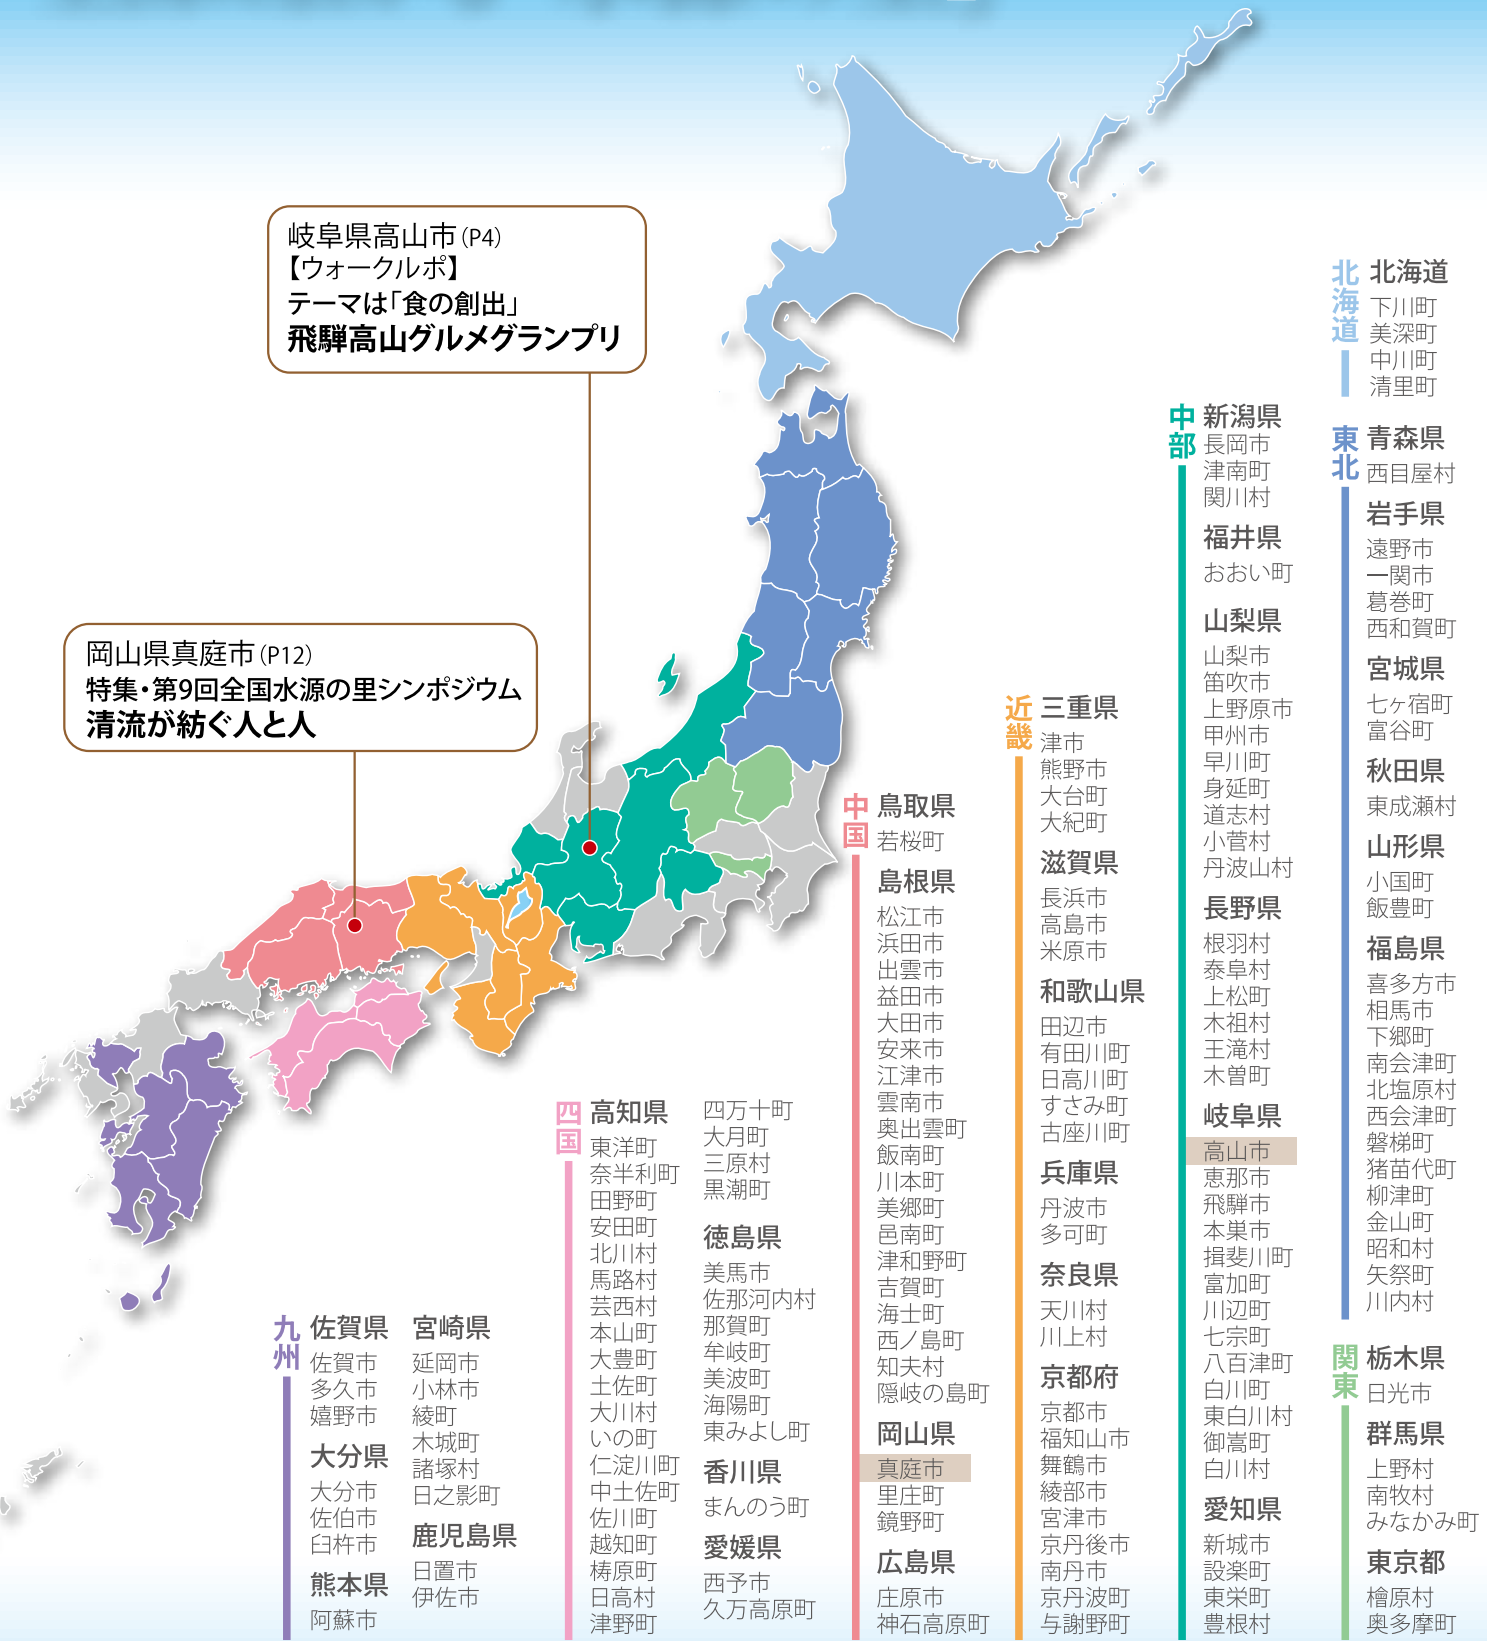 岐阜県高山市(P4)
【ウォークルポ】
テーマは「食の創出」
飛騨高山グルメグランプリ
岡山県真庭市(P12)
特集・第9回全国水源の里シンポジウム
清流が紡ぐ人と人
北海道
北海道
下川町
美深町
中川町
清里町
東北
青森県
西目屋村
岩手県
遠野市
一関市
葛巻町
西和賀町
宮城県
七ヶ宿町
富谷町
秋田県
東成瀬村
山形県
小国町
飯豊町
福島県
喜多方市
相馬市
下郷町
南会津町
北塩原村
西会津町
磐梯町
猪苗代町
柳津町
金山町
昭和村
矢祭町
川内村
関東
栃木県
日光市
群馬県
上野村
南牧村
みなかみ町
東京都
檜原村
奥多摩町
中部
新潟県
長岡市
津南町
関川村
福井県
おおい町
山梨県
山梨市
笛吹市
上野原市
甲州市
早川町
身延町
道志村
小菅村
丹波山村
長野県
根羽村
泰阜村
上松町
木祖村
王滝村
木曽町
岐阜県
高山市
恵那市
飛騨市
本巣市
揖斐川町
富加町
川辺町
七宗町
八百津町
白川町
東白川村
御嵩町
白川村
愛知県
新城市
設楽町
東栄町
豊根村
近畿
三重県
津市
熊野市
大台町
大紀町
滋賀県
長浜市
高島市
米原市
和歌山県
田辺市
有田川町
日高川町
すさみ町
古座川町
兵庫県
丹波市
多可町
奈良県
天川村
川上村
京都府
京都市
福知山市
舞鶴市
綾部市
宮津市
京丹後市
南丹市
京丹波町
与謝野町
中国
鳥取県
若桜町
島根県
松江市
浜田市
出雲市
益田市
大田市
安来市
江津市
雲南市
奥出雲町
飯南町
川本町
美郷町
邑南町
津和野町
吉賀町
海士町
西ノ島町
知夫村
隠岐の島町
岡山県
真庭市
里庄町
鏡野町
広島県
庄原市
神石高原町
四国
高知県
東洋町
奈半利町
田野町
安田町
北川村
馬路村
芸西村
本山町
大豊町
土佐町
大川村
いの町
仁淀川町
中土佐町
佐川町
越知町
梼原町
日高村
津野町
四万十町
大月町
三原村
黒潮町
徳島県
美馬市
佐那河内村
那賀町
牟岐町
美波町
海陽町
東みよし町
香川県
まんのう町
愛媛県
西予市
久万高原町
九州
佐賀県
佐賀市
多久市
嬉野市
大分県
大分市
佐伯市
臼杵市
熊本県
阿蘇市
宮崎県
延岡市
小林市
綾町
木城町
諸塚村
日之影町
鹿児島県
日置市
伊佐市